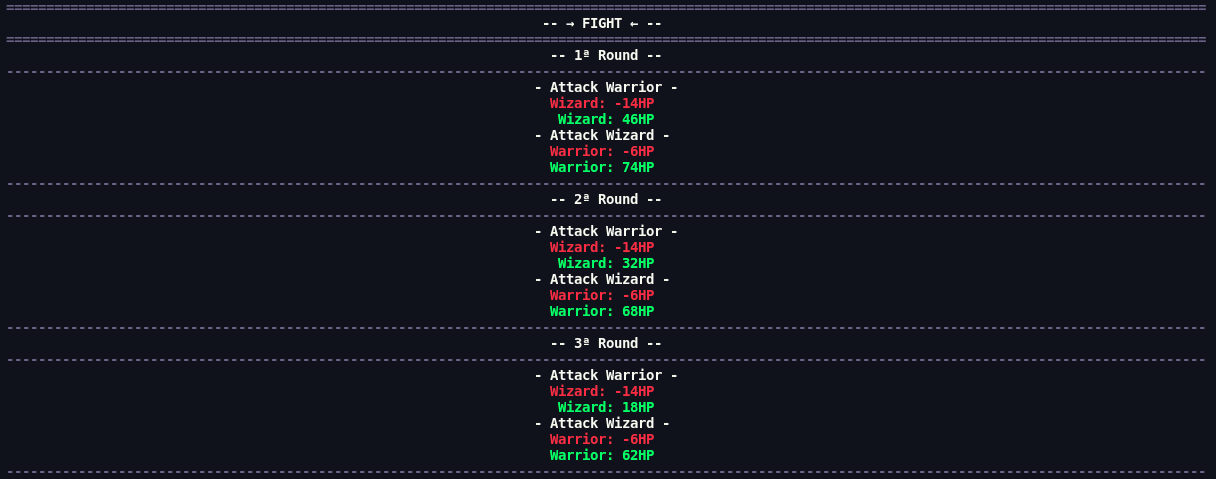 -- → FIGHT ← --
-- 1ª Round --
- Attack Warrior -
Wizard: -14HP
Wizard: 46HP
- Attack Wizard -
Warrior: -6HP
Warrior: 74HP
-- 2ª Round --
- Attack Warrior -
Wizard: -14HP
Wizard: 32HP
- Attack Wizard -
Warrior: -6HP
Warrior: 68HP
-- 3ª Round --
- Attack Warrior -
Wizard: -14HP
Wizard: 18HP
- Attack Wizard -
Warrior: -6HP
Warrior: 62HP